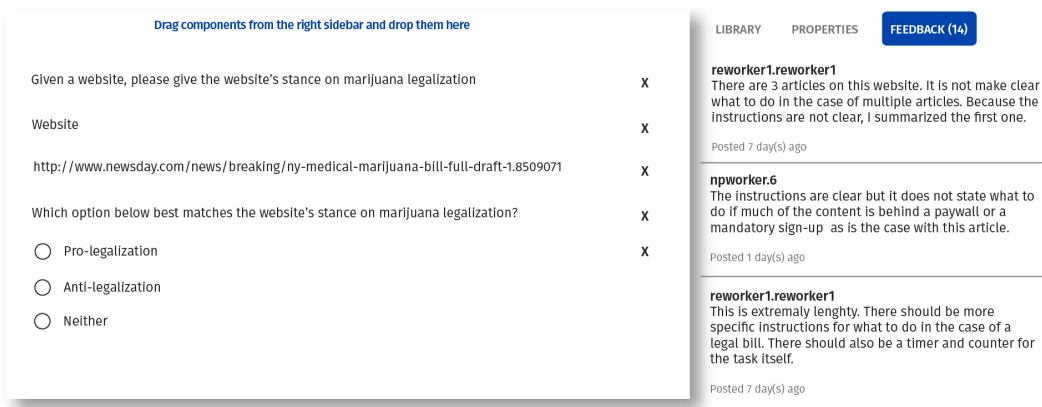 Drag components from the right sidebar and drop them here
Given a website, please give the website's stance on marijuana legalization
X
Website
X
http://www.newsday.com/news/breaking/ny-medical-marijuana-bill-full-draft-1.8509071
X
Which option below best matches the website's stance on marijuana legalization?
X
Pro-legalization
X
Anti-legalization
Neither
LIBRARY PROPERTIES FEEDBACK (14)
reworker1.reworker1
There are 3 articles on this website. It is not make clear
what to do in the case of multiple articles. Because the
instructions are not clear, I summarized the first one.
Posted 7 day(s) ago
npworker.6
The instructions are clear but it does not state what to
do if much of the content is behind a paywall or a
mandatory sign-up as is the case with this article.
Posted 1 day(s) ago
reworker1.reworker1
This is extremaly lenghty. There should be more
specific instructions for what to do in the case of a
legal bill. There should also be a timer and counter for
the task itself.
Posted 7 day(s) ago